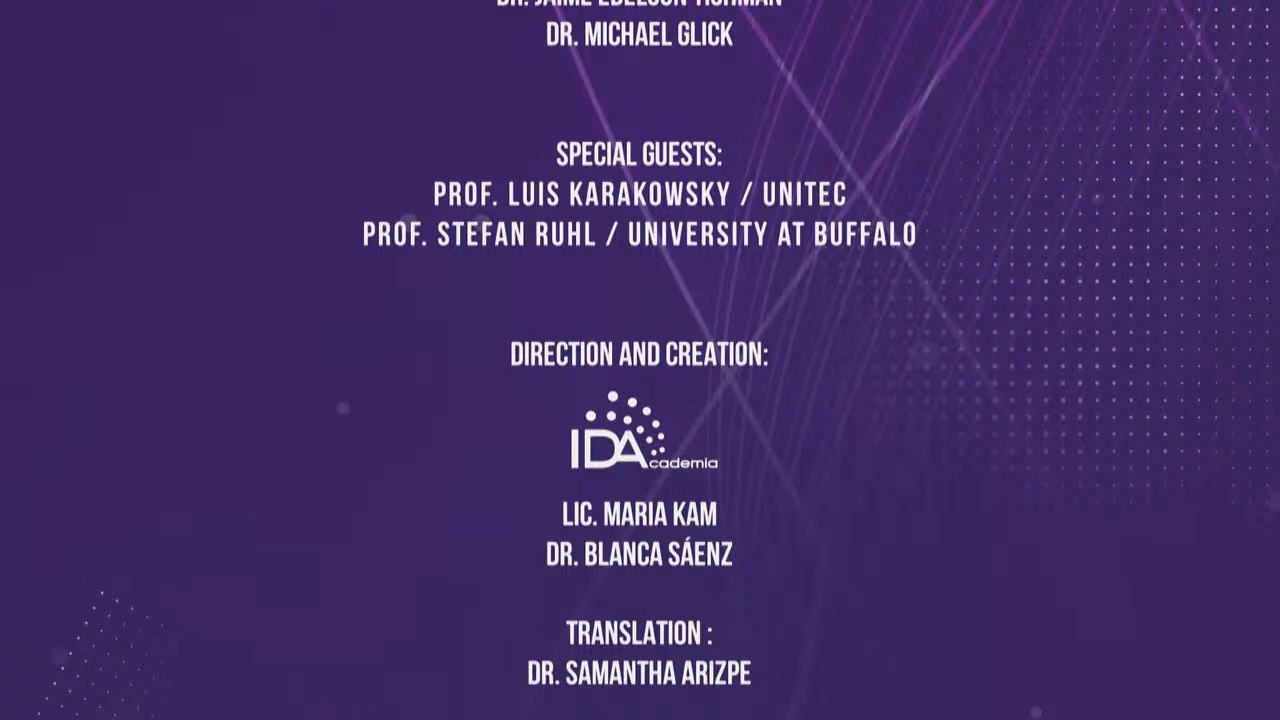 DR. MICHAEL GLICK
SPECIAL GUESTS:
PROF. LUIS KARAKOWSKY / UNITEC
PROF. STEFAN RUHL / UNIVERSITY AT BUFFALO
DIRECTION AND CREATION:
IDAcademia
LIC. MARIA KAM
DR. BLANCA SÁENZ
TRANSLATION :
DR. SAMANTHA ARIZPE